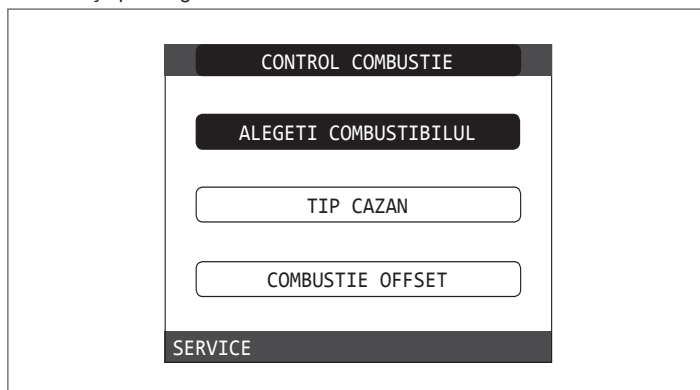 CONTROL COMBUSTIE
ALEGETI COMBUSTIBILUL
TIP CAZAN
COMBUSTIE OFFSET
SERVICE